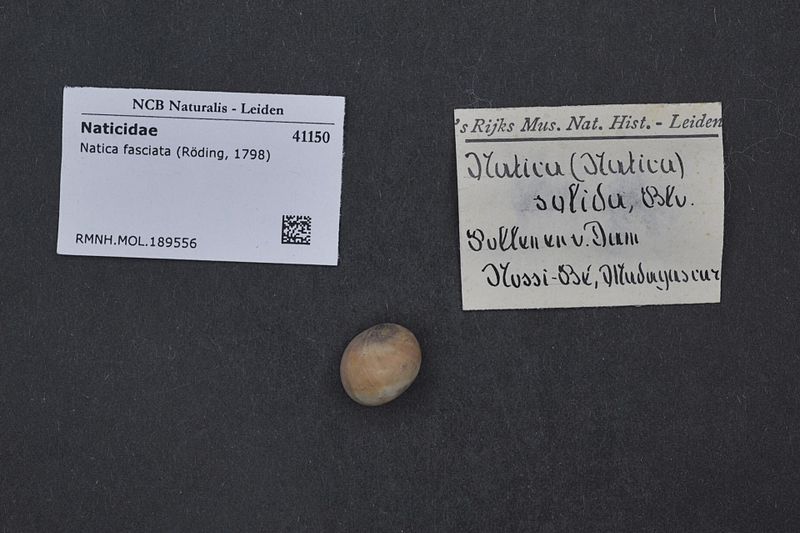 NCB Naturalis - Leiden
Naticidae 41150
Natica fasciata (Röding, 1798)
RMNH.MOL.189556
's Rijks Mus. Nat. Hist. - Leiden
Natica (Natica)
solida, Blv.
Pollen en v. Dam
Nossi-Bé, Madagascar